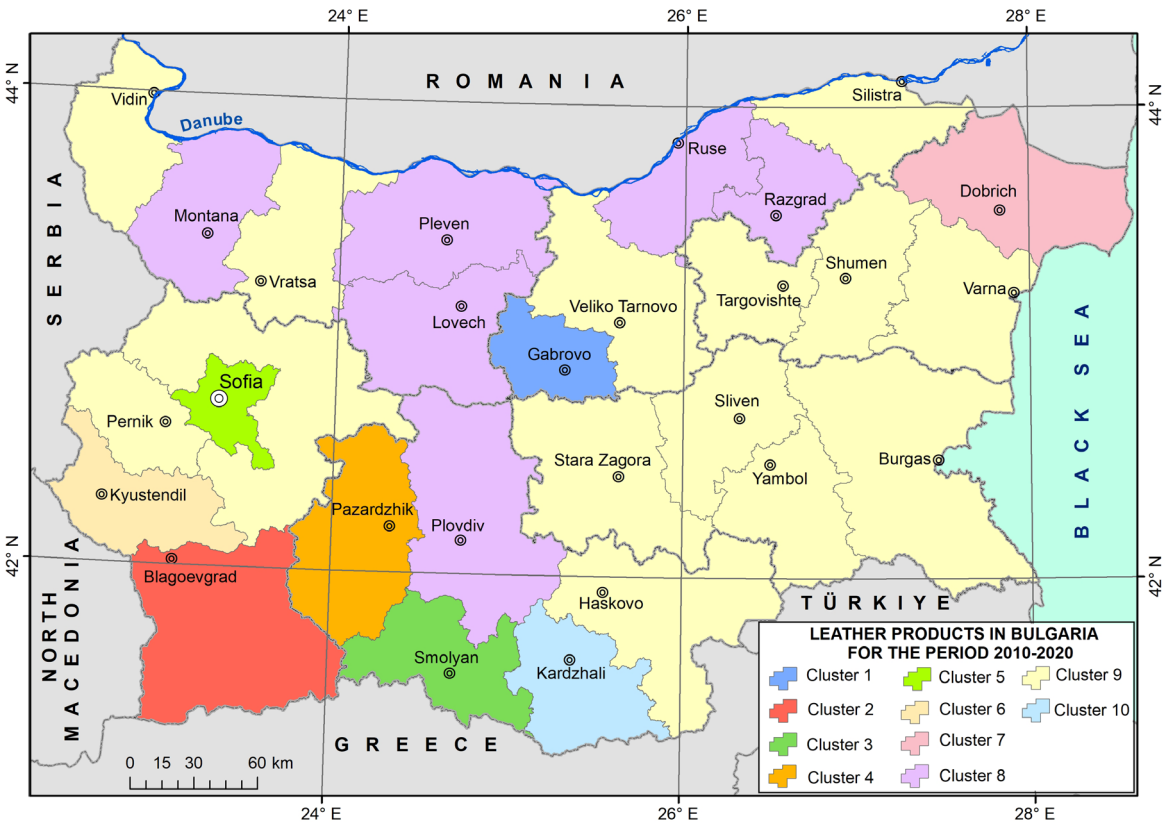 24° E
26° E
28° E
44° N
44° N
ROMANIA
Vidin
Danube
Silistra
Ruse
SERBIA
Montana
Pleven
Razgrad
Dobrich
Vratsa
Lovech
Veliko Tarnovo
Targovishte
Shumen
Varna
Gabrovo
Sofia
Pernik
Sliven
BLACK SEA
Kyustendil
Stara Zagora
Yambol
Burgas
Pazardzhik
Plovdiv
42° N
42° N
Blagoevgrad
Haskovo
TÜRKIYE
NORTH
MACEDONIA
Smolyan
Kardzhali
GREECE
LEATHER PRODUCTS IN BULGARIA
FOR THE PERIOD 2010-2020
Cluster 1
Cluster 2
Cluster 3
Cluster 4
Cluster 5
Cluster 6
Cluster 7
Cluster 8
Cluster 9
Cluster 10
0 15 30 60 km
24° E
26° E
28° E